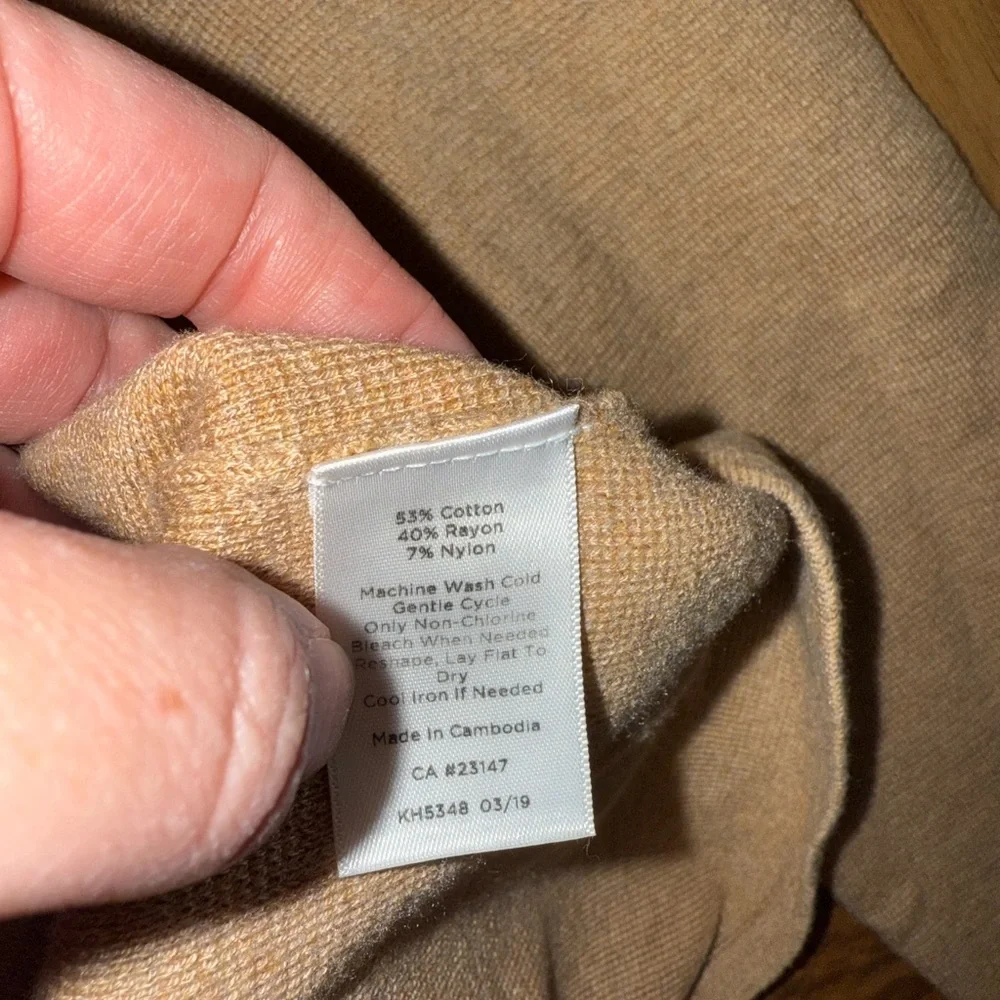 53% Cotton
40% Rayon
7% Nylon
Machine Wash Cold
Gentle Cycle
Only Non-Chlorine
Bleach When Needed
Reshape, Lay Flat To
Dry
Cool Iron If Needed
Made In Cambodia
CA #23147
KH5348 03/19